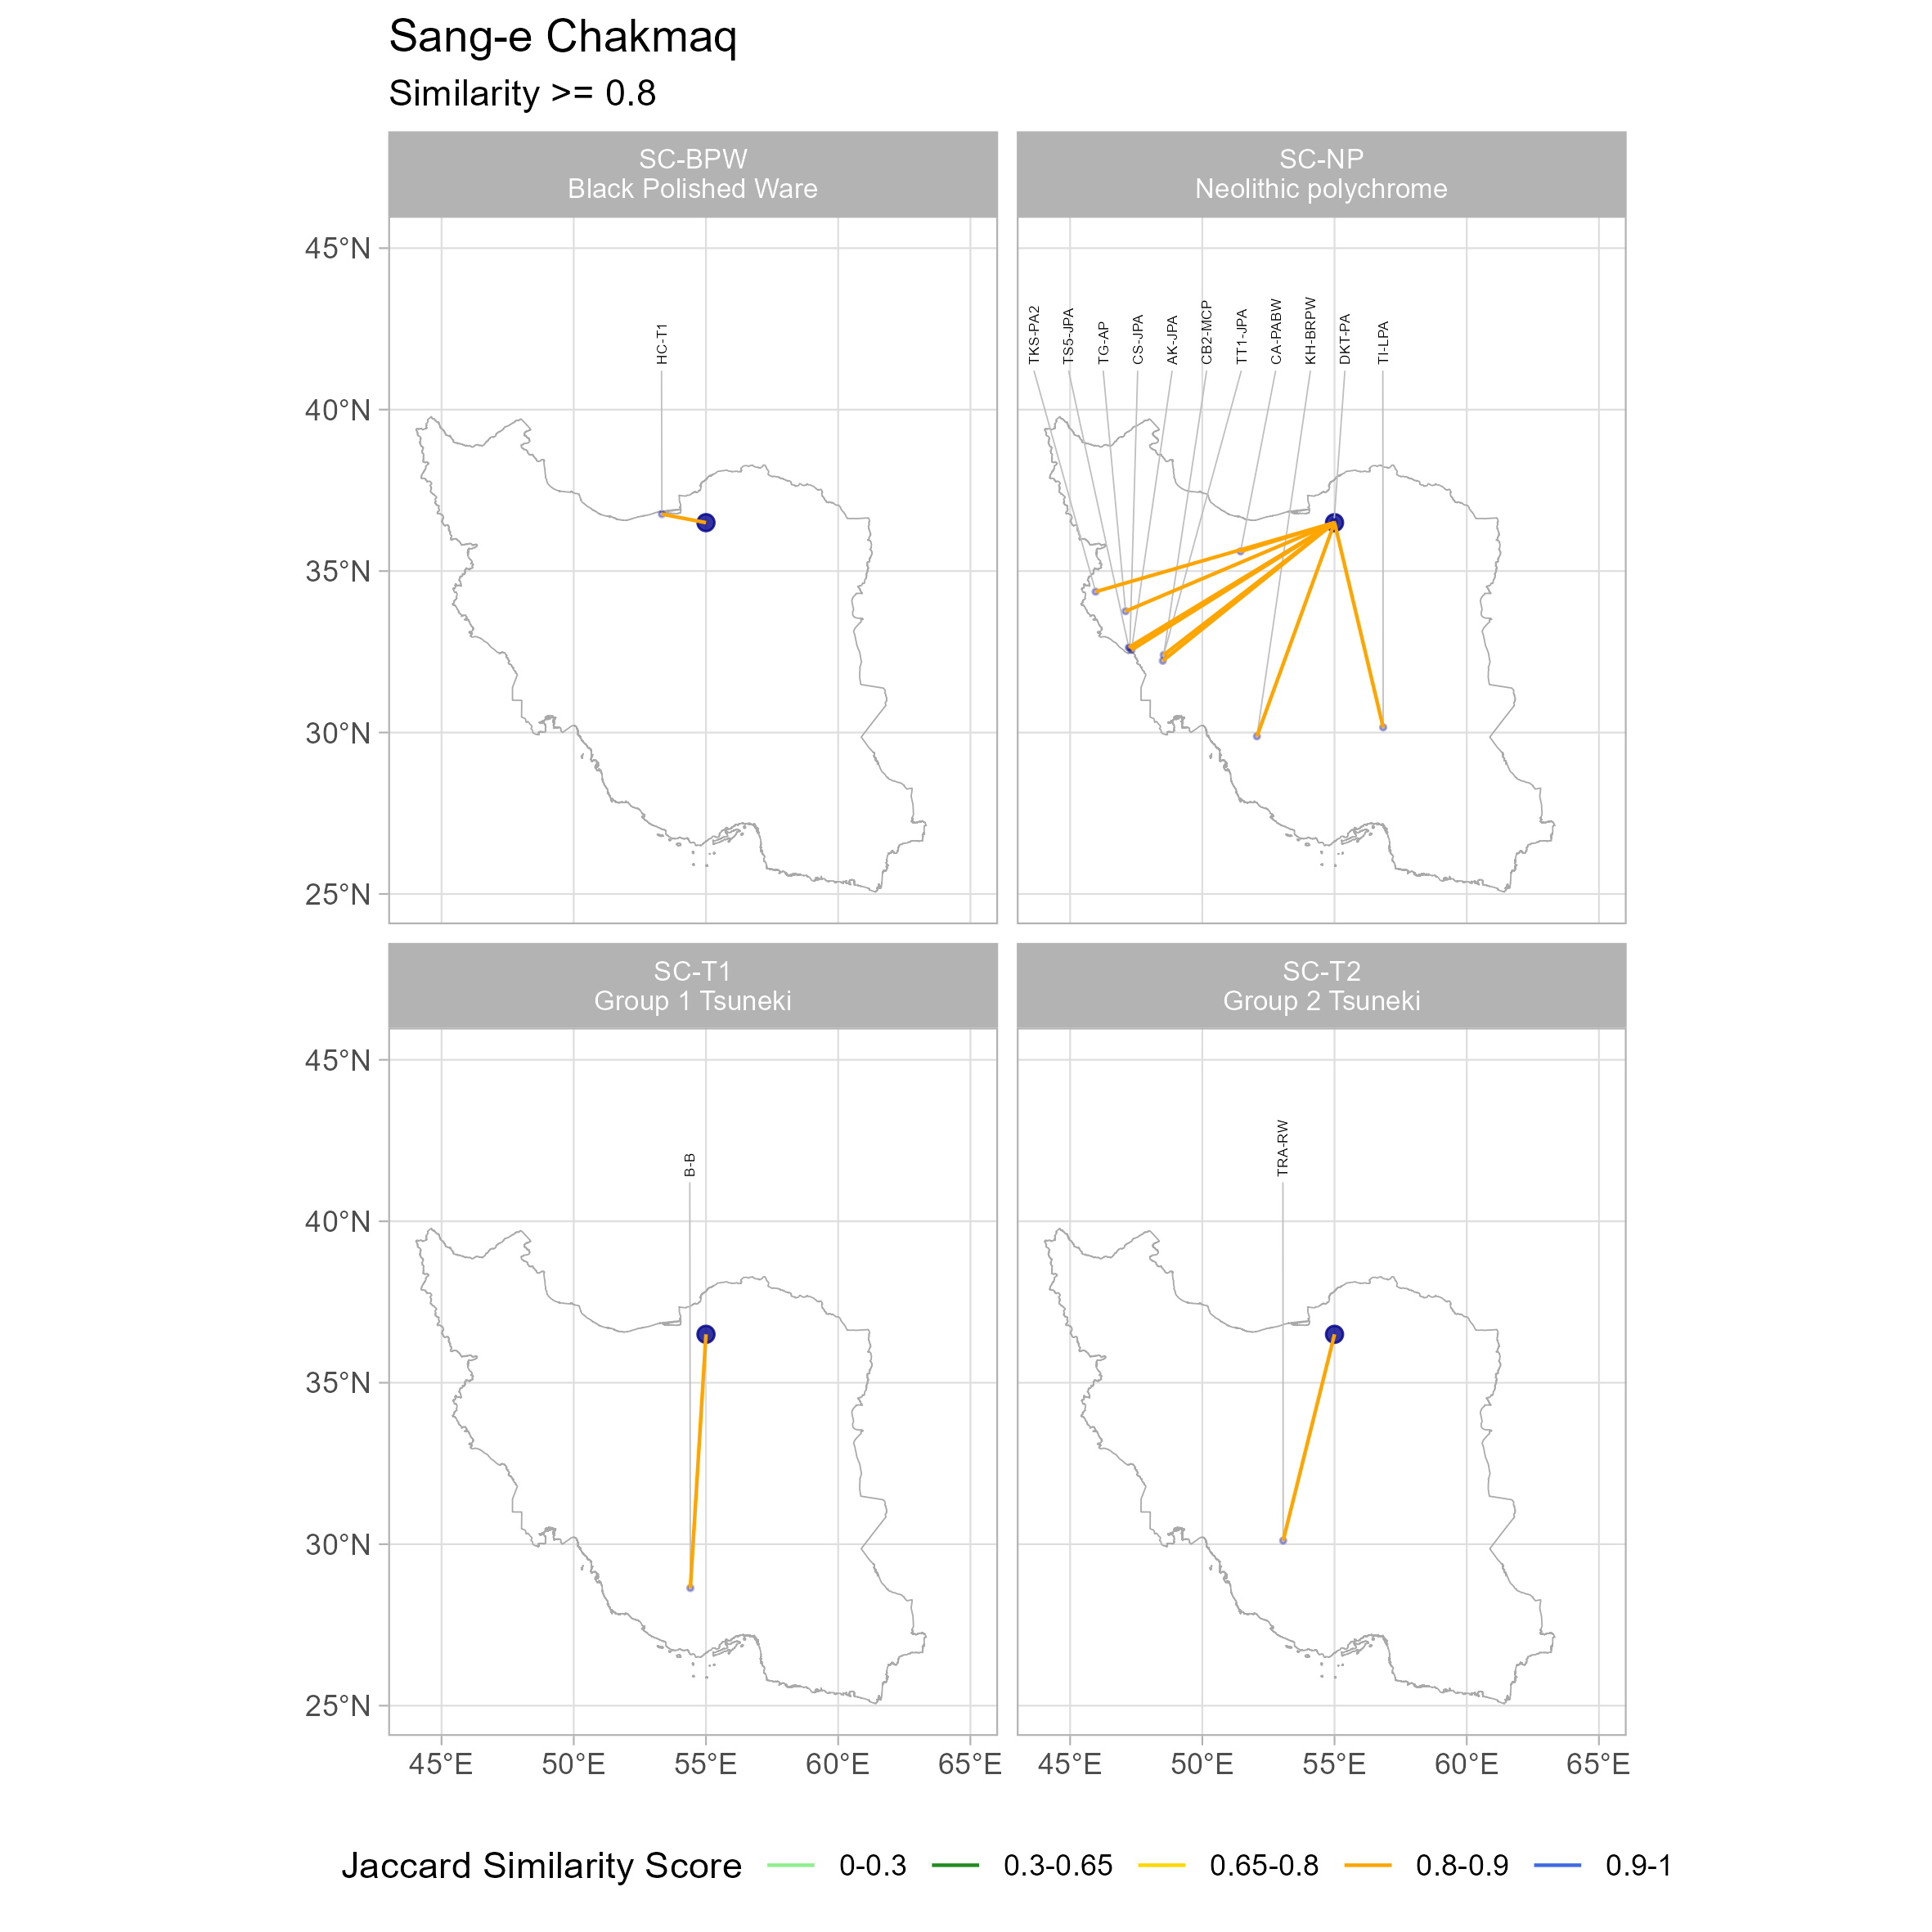 Sang-e Chakmaq
Similarity >= 0.8
SC-BPW
Black Polished Ware
SC-NP
Neolithic polychrome
45°N
40°N
35°N
30°N
25°N
HC-T1
TKS-PA2
TS5-JPA
TG-AP
CS-JPA
AK-JPA
CB2-MCP
TT1-JPA
CA-PABW
KH-BRPW
DKT-PA
TI-LPA
SC-T1
Group 1 Tsuneki
SC-T2
Group 2 Tsuneki
45°N
40°N
35°N
30°N
25°N
B-B
TRA-RW
45°E 50°E 55°E 60°E 65°E
45°E 50°E 55°E 60°E 65°E
Jaccard Similarity Score 0-0.3 0.3-0.65 0.65-0.8 0.8-0.9 0.9-1